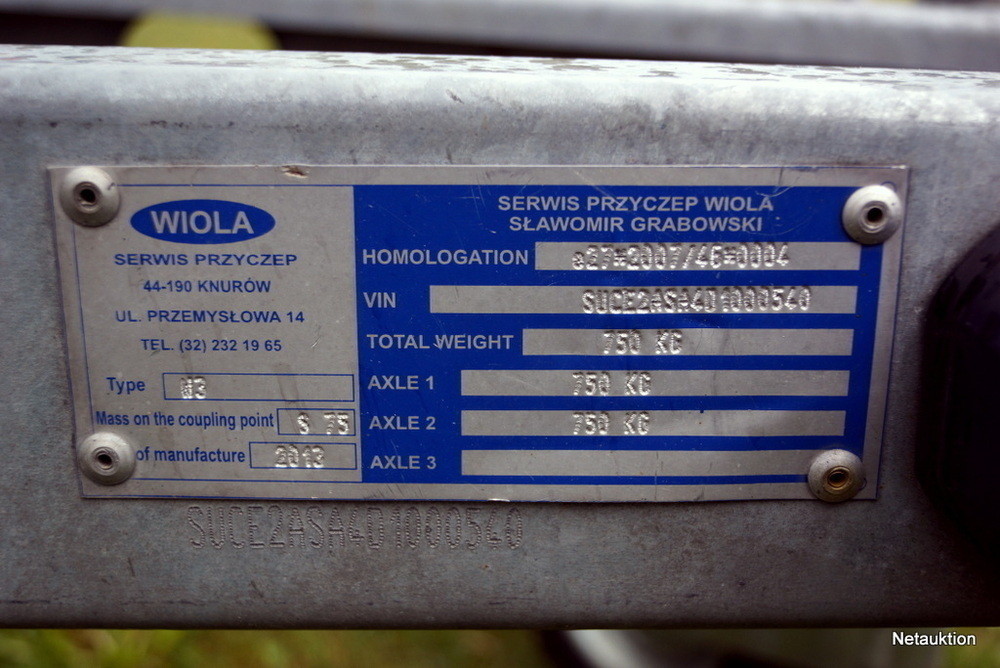 WIOLA
SERWIS PRZYCZEP
44-190 KNURÓW
UL. PRZEMYSŁOWA 14
TEL. (32) 232 19 65
Type W3
Mass on the coupling point S 75
of manufacture 2013
SERWIS PRZYCZEP WIOLA
SŁAWOMIR GRABOWSKI
HOMOLOGATION e27*2007/46*0004
VIN SUCE2ASA4D1000540
TOTAL WEIGHT 750 KG
AXLE 1 750 KG
AXLE 2 750 KG
AXLE 3
SUCE2ASA4D1000540
Netauktion